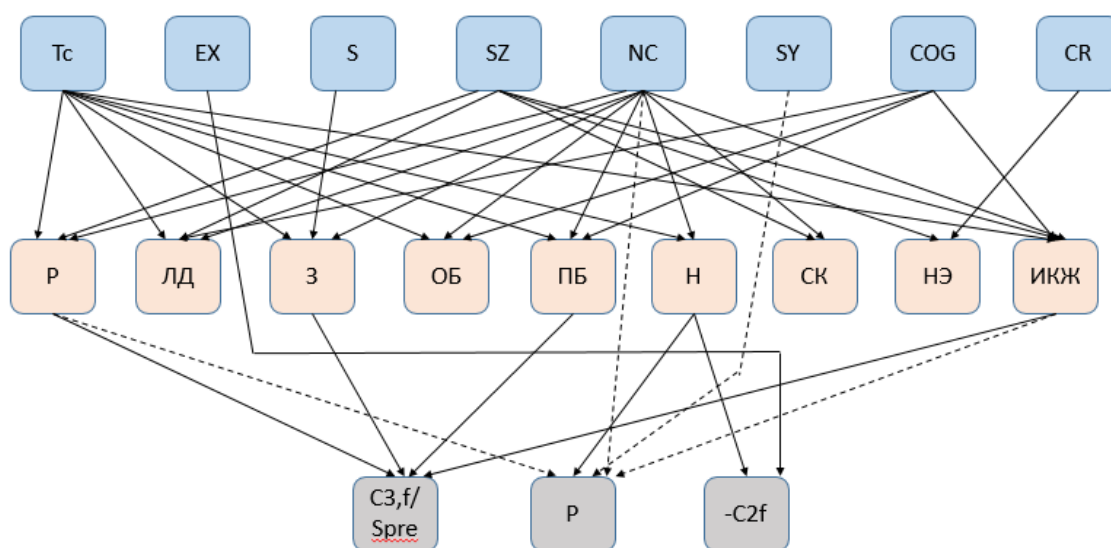 Tc
EX
S
SZ
NC
SY
COG
CR
Р
ЛД
З
ОБ
ПБ
Н
СК
НЭ
ИКЖ
C3,f/
Spre
P
-C2f